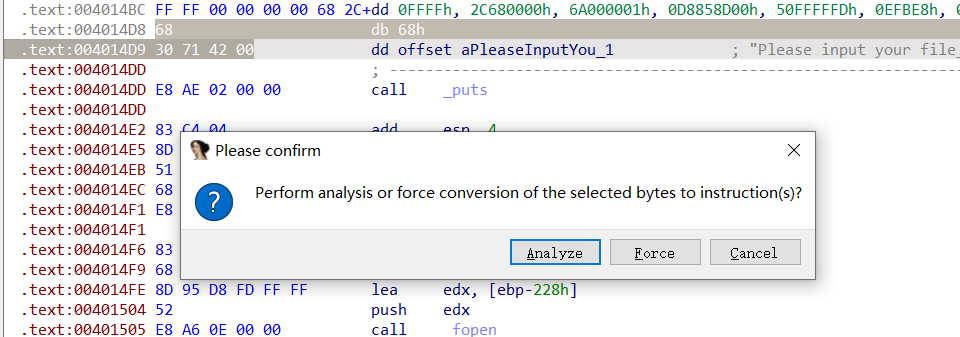 .text:004014BC FF FF 00 00 00 00 68 2C+dd 0FFFFh, 2C680000h, 6A000001h, 0D8858D00h, 50FFFFFDh, 0EFBE8h,
.text:004014D8 68 db 68h
.text:004014D9 30 71 42 00 dd offset aPleaseInputYou_1 ; "Please input your file_
.text:004014DD ; ----------------------------------------------------------------
.text:004014DD E8 AE 02 00 00 call _puts
.text:004014DD
.text:004014E2 83 C4 04 add esp, 4
.text:004014E5 8D
.text:004014EB 51
.text:004014EC 68
.text:004014F1 E8
.text:004014F1
.text:004014F6 83
.text:004014F9 68
.text:004014FE 8D 95 D8 FD FF FF lea edx, [ebp-228h]
.text:00401504 52 push edx
.text:00401505 E8 A6 0E 00 00 call _fopen
Please confirm
Perform analysis or force conversion of the selected bytes to instruction(s)?
Analyze Force Cancel